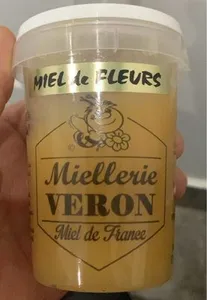 MIEL de FLEURS
Miellerie
VERON
Miel de France